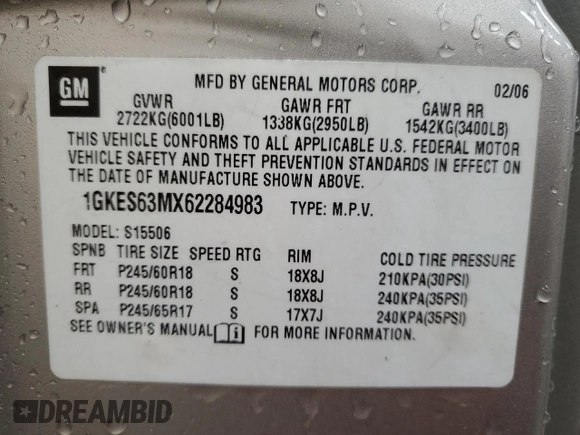 GM
MFD BY GENERAL MOTORS CORP. 02/06
GVWR GAWR FRT GAWR RR
2722KG(6001LB) 1338KG(2950LB) 1542KG(3400LB)
THIS VEHICLE CONFORMS TO ALL APPLICABLE U.S. FEDERAL MOTOR
VEHICLE SAFETY AND THEFT PREVENTION STANDARDS IN EFFECT ON
THE DATE OF MANUFACTURE SHOWN ABOVE.
1GKES63MX62284983 TYPE: M.P.V.
MODEL: S15506
SPNB TIRE SIZE SPEED RTG RIM COLD TIRE PRESSURE
FRT P245/60R18 S 18X8J 210KPA(30PSI)
RR P245/60R18 S 18X8J 240KPA(35PSI)
SPA P245/65R17 S 17X7J 240KPA(35PSI)
SEE OWNER'S MANUAL FOR MORE INFORMATION.
DREAMBID